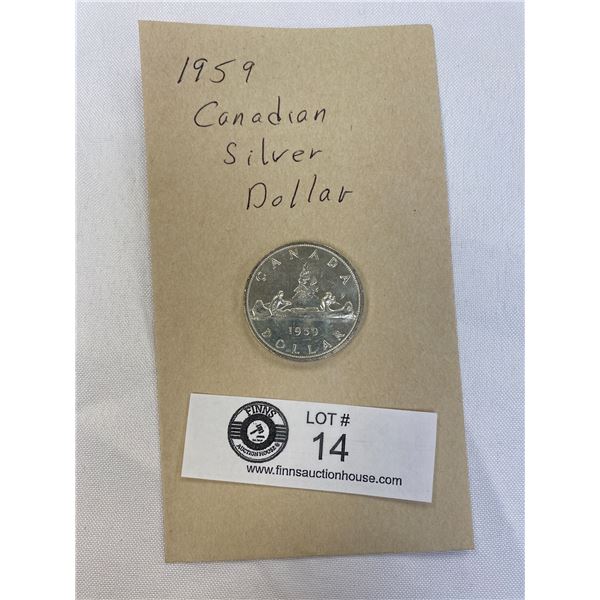 1959
Canadian
Silver
Dollar
CANADA
1959
DOLLAR
FINNS
AUCTION HOUSE
LOT #
14
www.finnsauctionhouse.com